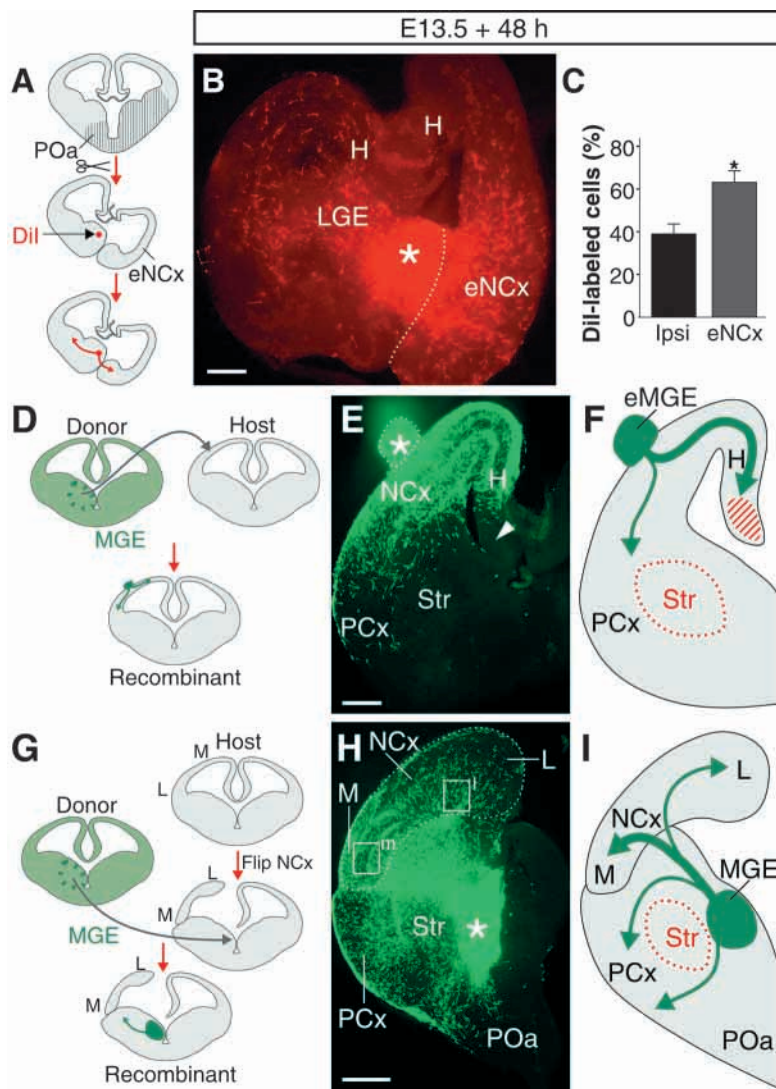 E13.5 + 48 h
A
POa
DiI
eNCx
B
H
H
LGE
*
eNCx
C
DiI-labeled cells (%)
80
60
40
20
0
*
Ipsi
eNCx
D
Donor
Host
MGE
Recombinant
E
*
NCx
H
Str
PCx
F
eMGE
H
Str
PCx
G
Host
M
L
Donor
Flip NCx
L
M
MGE
L
M
Recombinant
H
NCx
L
l
M
m
Str
*
PCx
POa
I
L
NCx
M
MGE
Str
PCx
POa